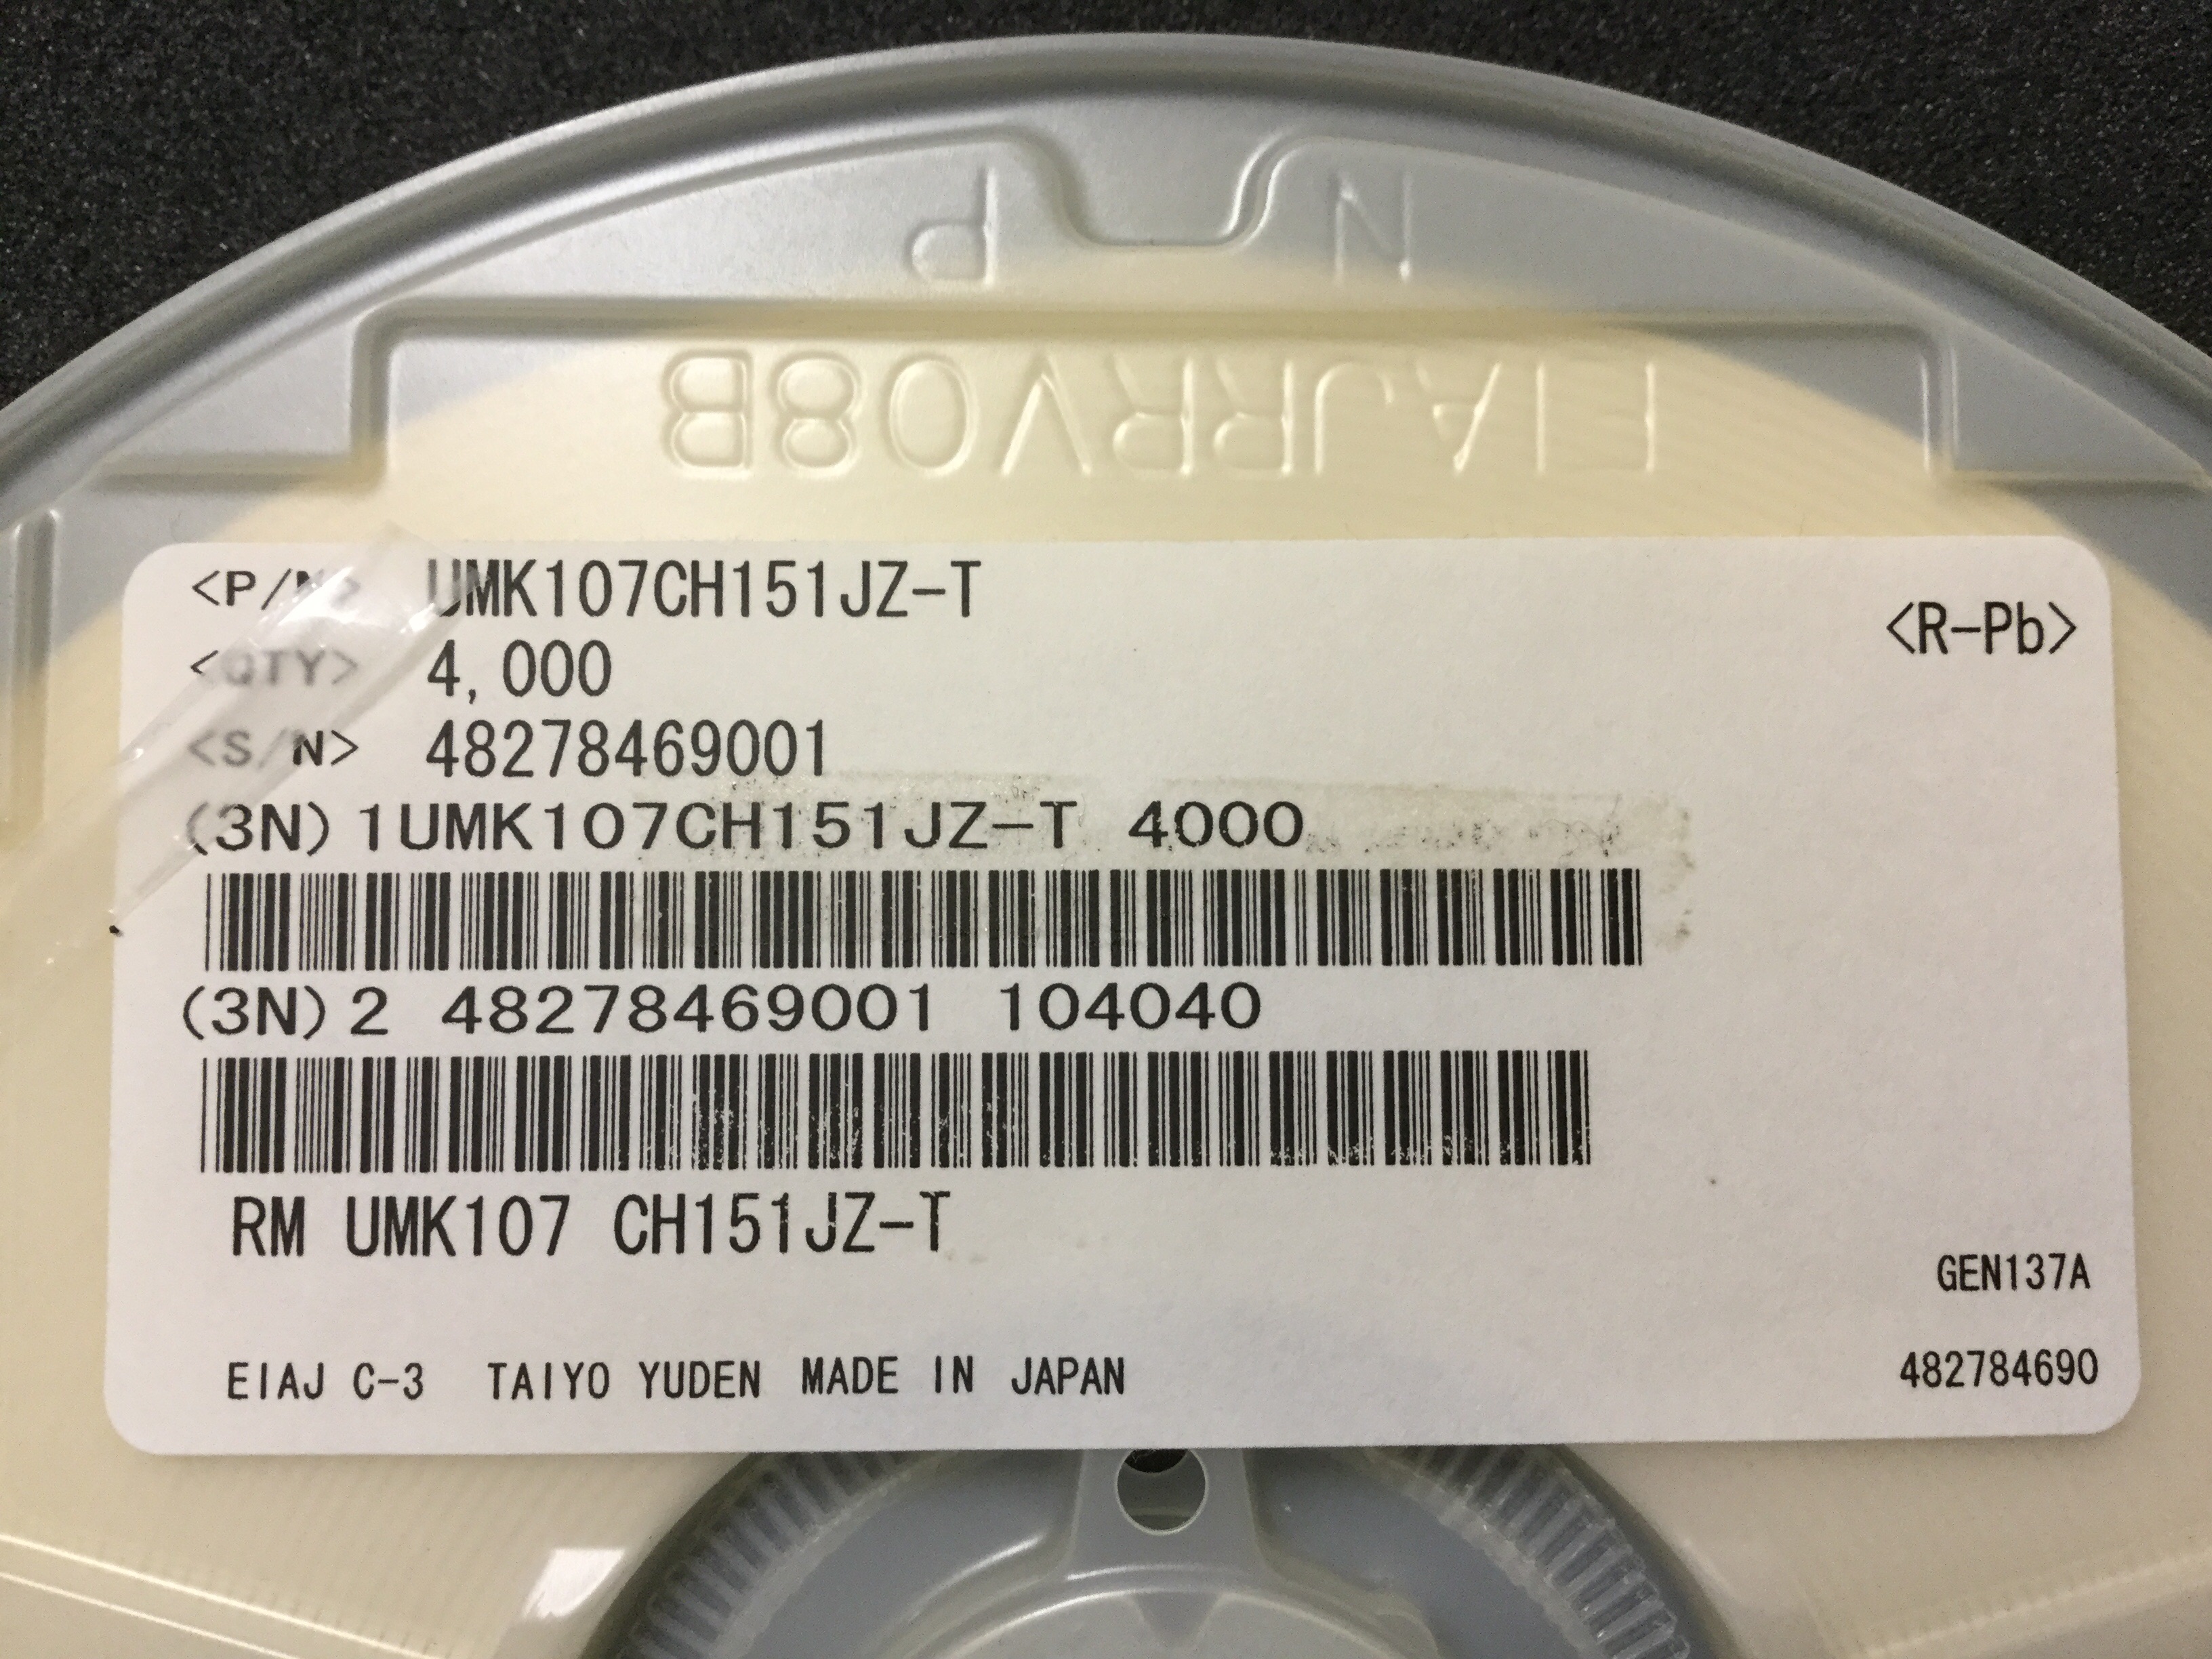 P N
EIAJRRV08B
<P/N> UMK107CH151JZ-T
<R-Pb>
<QTY> 4,000
<S/N> 48278469001
(3N)1UMK107CH151JZ-T 4000
(3N)2 48278469001 104040
RM UMK107 CH151JZ-T
GEN137A
EIAJ C-3 TAIYO YUDEN MADE IN JAPAN
482784690